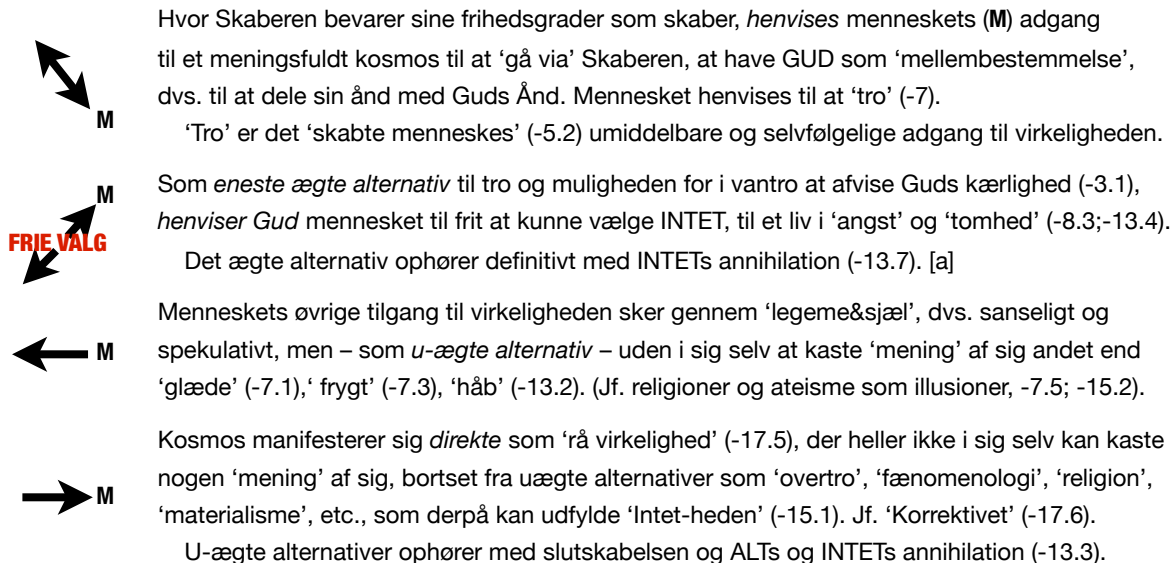 Hvor Skaberen bevarer sine frihedsgrader som skaber, henvises menneskets (M) adgang
til et meningsfuldt kosmos til at ‘gå via’ Skaberen, at have GUD som ‘mellembestemmelse’,
dvs. til at dele sin ånd med Guds Ånd. Mennesket henvises til at ‘tro’ (-7).
M
‘Tro’ er det ‘skabte menneskes’ (-5.2) umiddelbare og selvfølgelige adgang til virkeligheden.
M
Som eneste ægte alternativ til tro og muligheden for i vantro at afvise Guds kærlighed (-3.1),
henviser Gud mennesket til frit at kunne vælge INTET, til et liv i ‘angst’ og ‘tomhed’ (-8.3;-13.4).
FRIE VALG
Det ægte alternativ ophører definitivt med INTETs annihilation (-13.7). [a]
Menneskets øvrige tilgang til virkeligheden sker gennem ‘legeme&sjæl’, dvs. sanseligt og
M
spekulativt, men – som u-ægte alternativ – uden i sig selv at kaste ‘mening’ af sig andet end
‘glæde’ (-7.1),‘ frygt’ (-7.3), ‘håb’ (-13.2). (Jf. religioner og ateisme som illusioner, -7.5; -15.2).
Kosmos manifesterer sig direkte som ‘rå virkelighed’ (-17.5), der heller ikke i sig selv kan kaste
nogen ‘mening’ af sig, bortset fra uægte alternativer som ‘overtro’, ‘fænomenologi’, ‘religion’,
M
‘materialisme’, etc., som derpå kan udfylde ‘Intet-heden’ (-15.1). Jf. ‘Korrektivet’ (-17.6).
U-ægte alternativer ophører med slutskabelsen og ALTs og INTETs annihilation (-13.3).